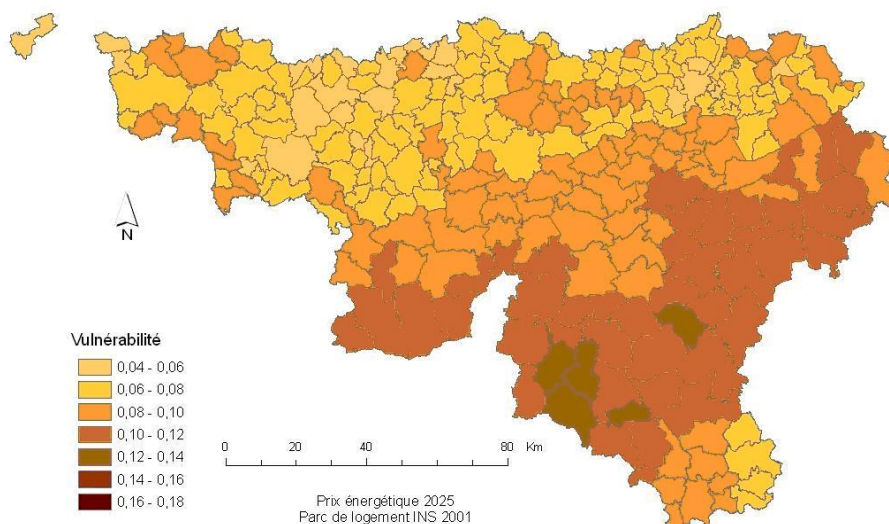 N
Vulnérabilité
0,04 - 0,06
0,06 - 0,08
0,08 - 0,10
0,10 - 0,12
0,12 - 0,14
0,14 - 0,16
0,16 - 0,18
0 20 40 60 80 Km
Prix énergétique 2025
Parc de logement INS 2001